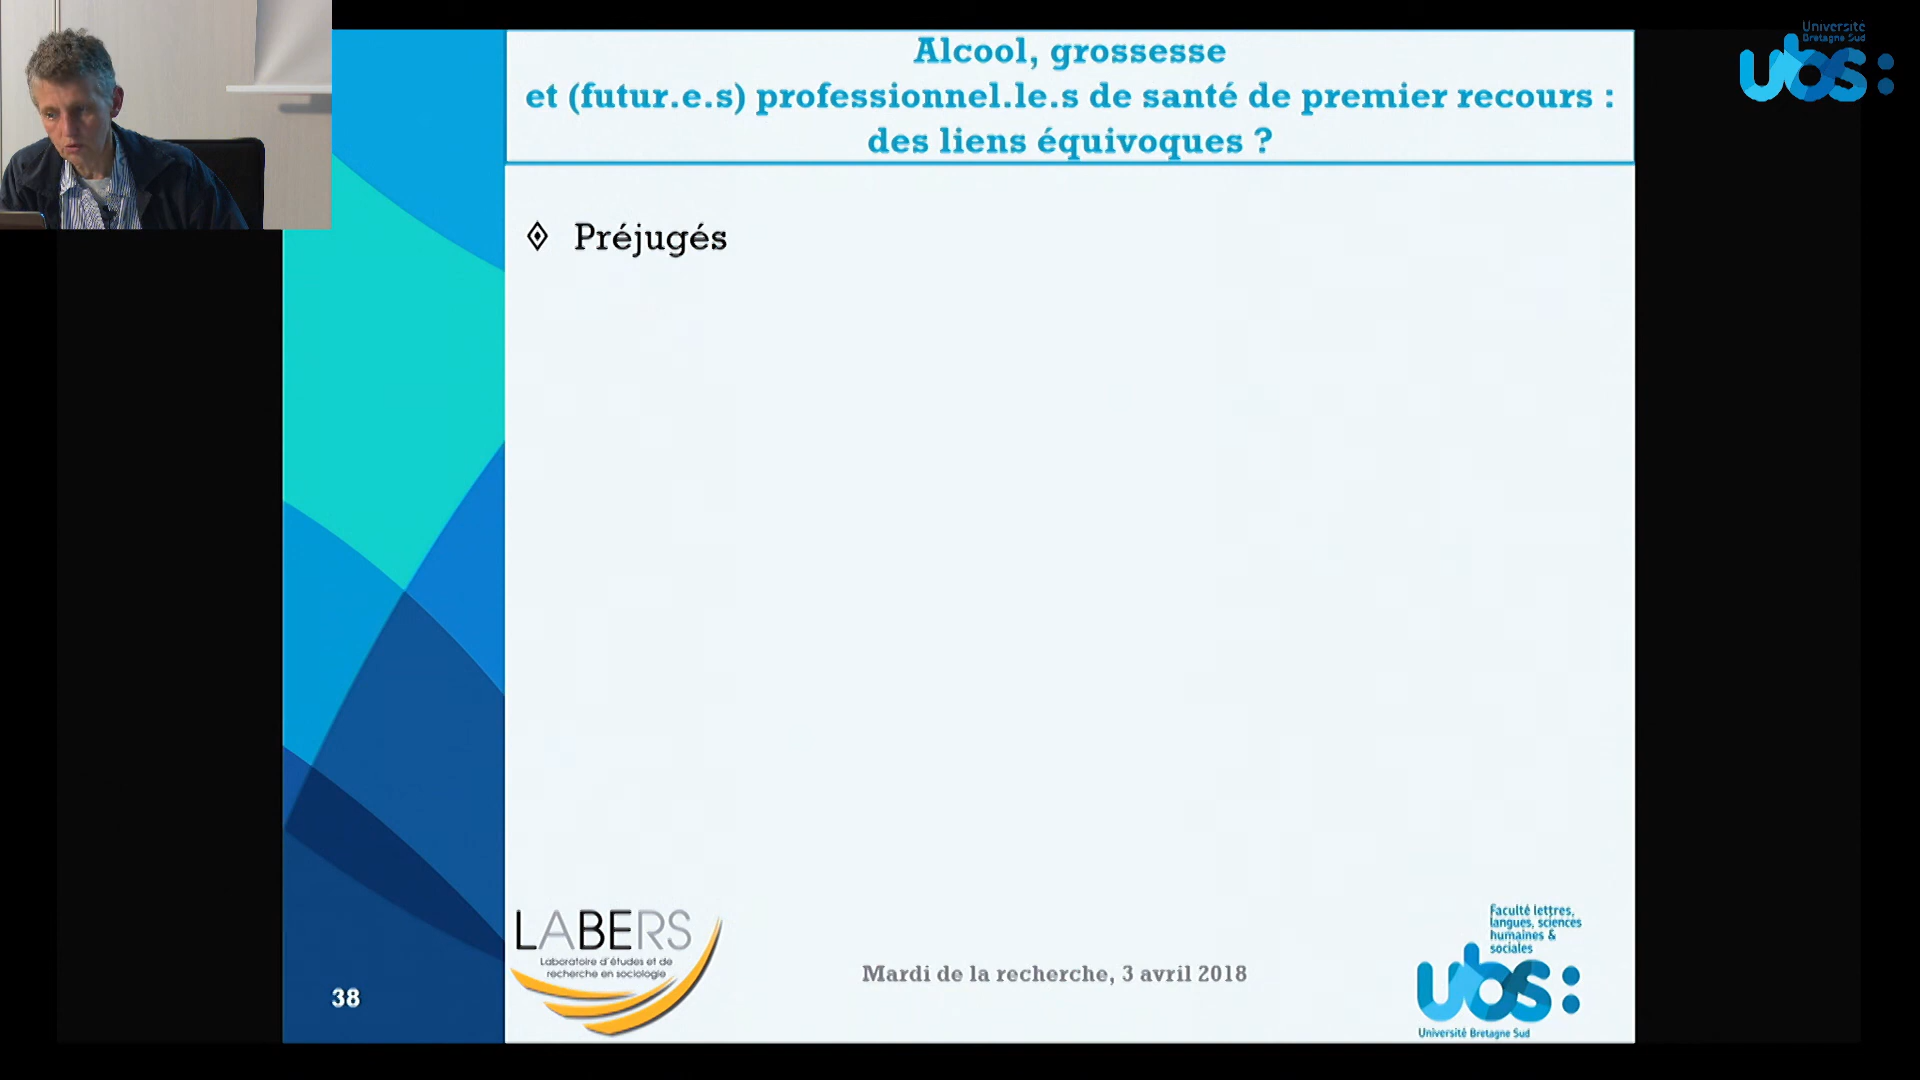 Université
Bretagne Sud
ubs:
Alcool, grossesse
et (futur.e.s) professionnel.le.s de santé de premier recours :
des liens équivoques ?
Préjugés
LABERS
Laboratoire d'études et de
recherche en sociologie
38
Mardi de la recherche, 3 avril 2018
Faculté lettres,
langues, sciences
humaines &
sociales
ubs:
Université Bretagne Sud